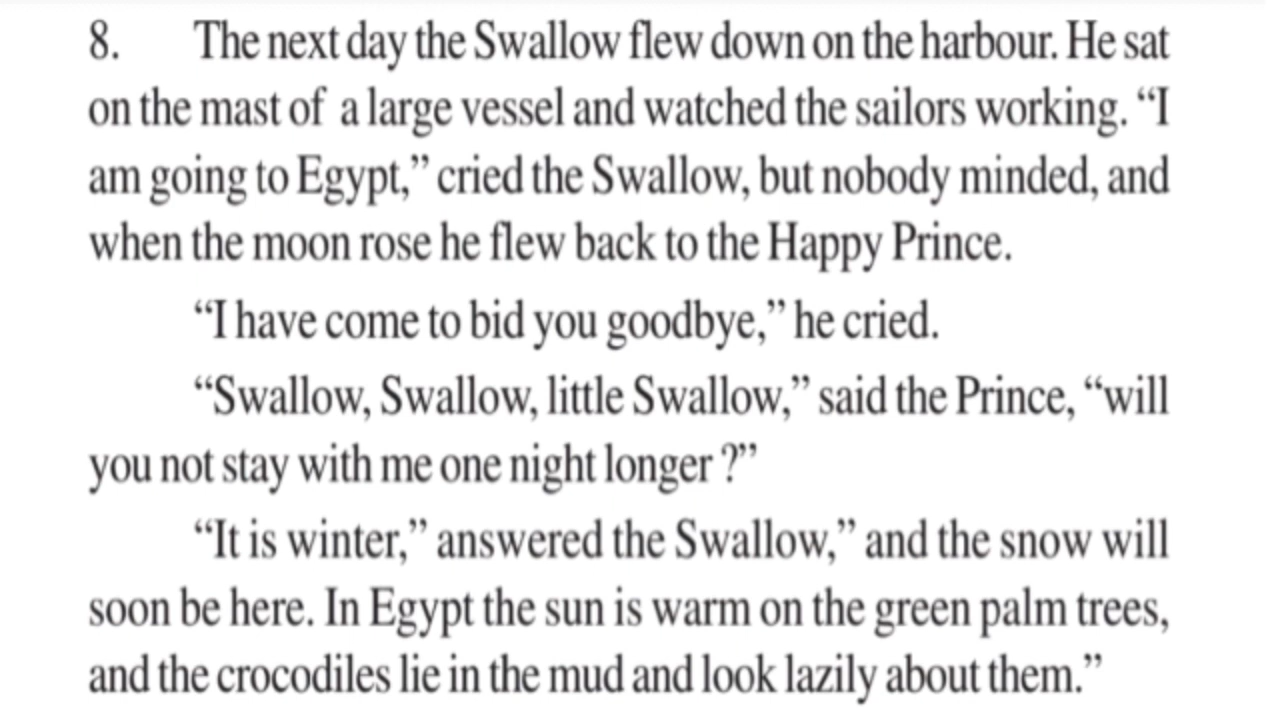 8. The next day the Swallow flew down on the harbour. He sat
on the mast of a large vessel and watched the sailors working. “I
am going to Egypt,” cried the Swallow, but nobody minded, and
when the moon rose he flew back to the Happy Prince.
“I have come to bid you goodbye,” he cried.
“Swallow, Swallow, little Swallow,” said the Prince, “will
you not stay with me one night longer ?”
“It is winter,” answered the Swallow,” and the snow will
soon be here. In Egypt the sun is warm on the green palm trees,
and the crocodiles lie in the mud and look lazily about them.”